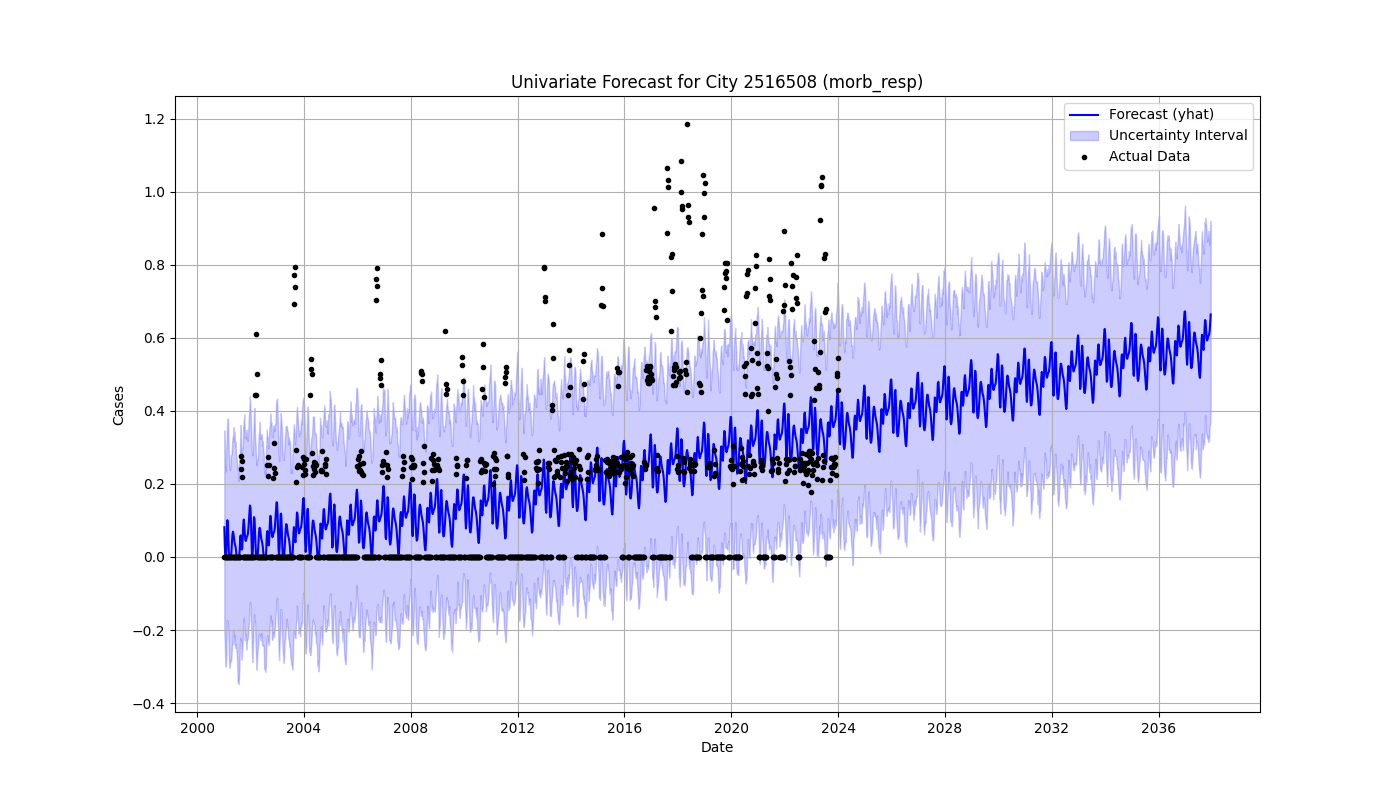 Univariate Forecast for City 2516508 (morb_resp)
Forecast (yhat)
Uncertainty Interval
Actual Data
Cases
1.2
1.0
0.8
0.6
0.4
0.2
0.0
−0.2
−0.4
2000 2004 2008 2012 2016 2020 2024 2028 2032 2036
Date